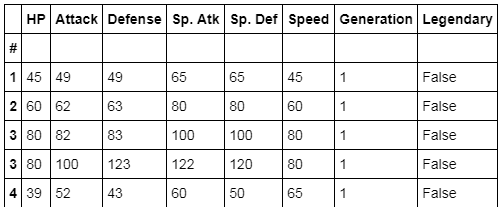 HP Attack Defense Sp. Atk Sp. Def Speed Generation Legendary
#
1 45 49 49 65 65 45 1 False
2 60 62 63 80 80 60 1 False
3 80 82 83 100 100 80 1 False
3 80 100 123 122 120 80 1 False
4 39 52 43 60 50 65 1 False